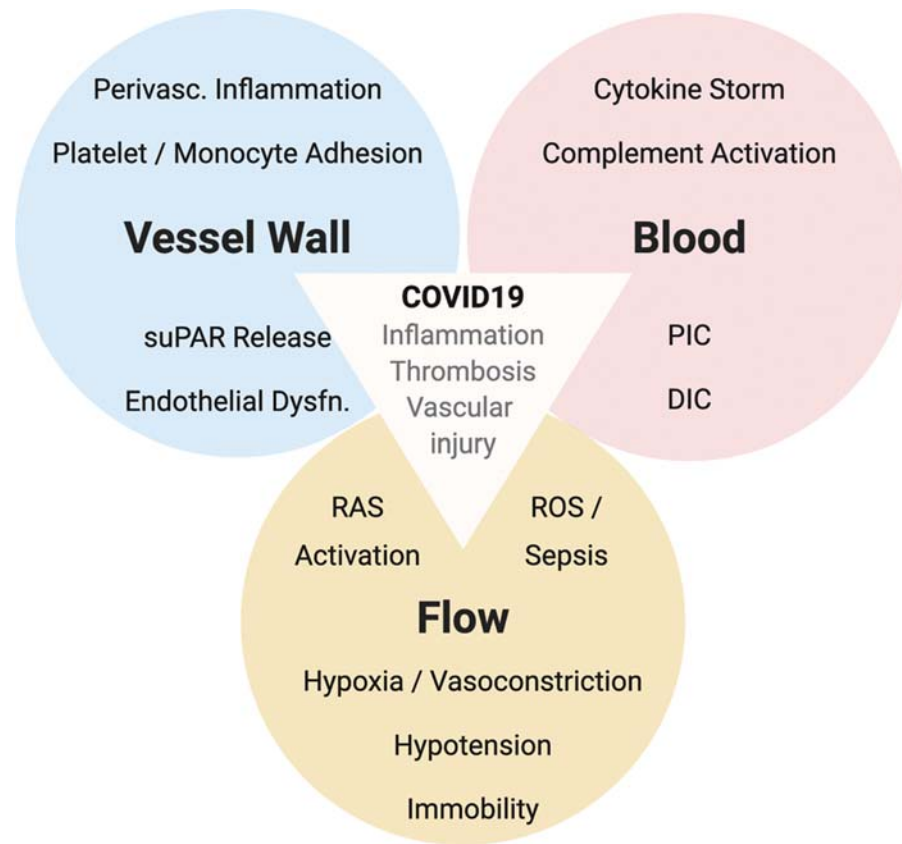 Perivasc. Inflammation
Platelet / Monocyte Adhesion
Vessel Wall
suPAR Release
Endothelial Dysfn.
Cytokine Storm
Complement Activation
Blood
PIC
DIC
COVID19
Inflammation
Thrombosis
Vascular
injury
RAS
Activation
ROS /
Sepsis
Flow
Hypoxia / Vasoconstriction
Hypotension
Immobility